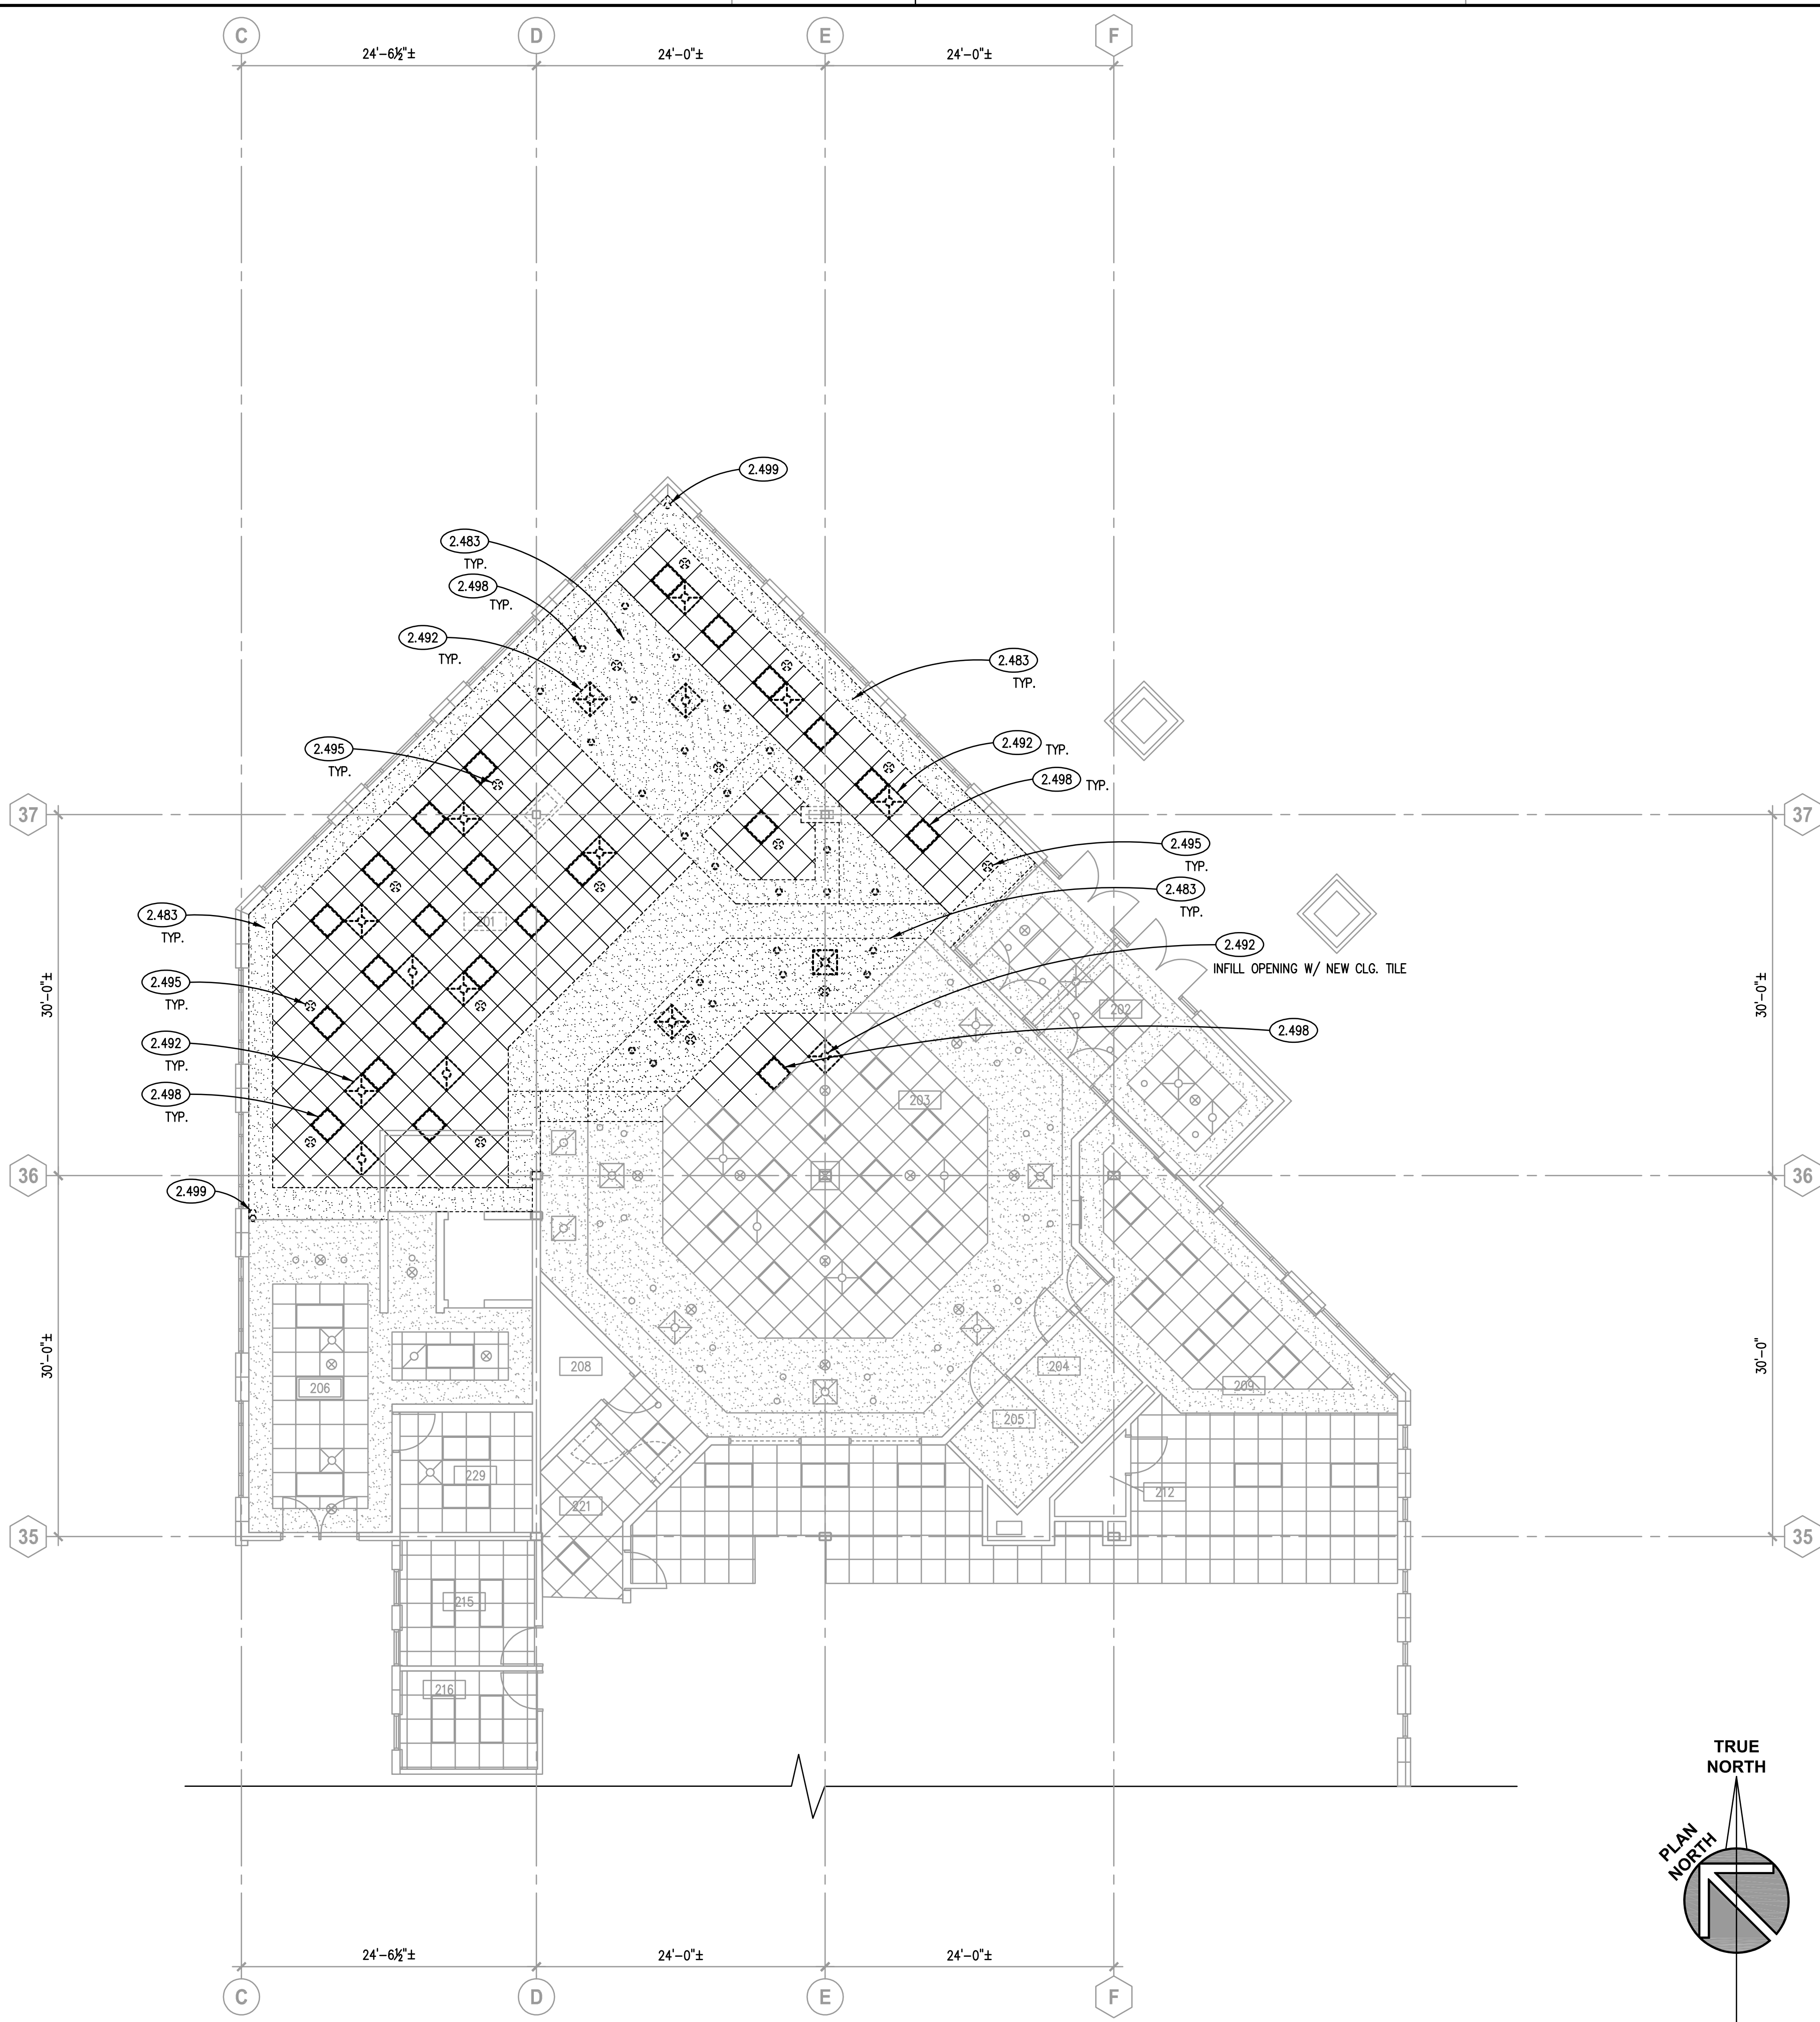 C D E F
24'-6½"± 24'-0"± 24'-0"±
2.499
2.483
TYP.
2.498
TYP.
2.492
TYP.
2.483
TYP.
2.492 TYP.
2.495
TYP.
2.498 TYP.
37 37
2.495
TYP.
2.483
TYP.
2.483
TYP.
201
2.492
INFILL OPENING W/ NEW CLG. TILE
2.495
TYP.
30'-0"± 30'-0"±
202
2.498
2.492
TYP.
2.498
TYP.
203
36 36
2.499
30'-0"± 30'-0"
208
204
206
209
205
229
212
221
35 35
215
216
TRUE
NORTH
PLAN
NORTH
24'-6½"± 24'-0"± 24'-0"±
C D E F